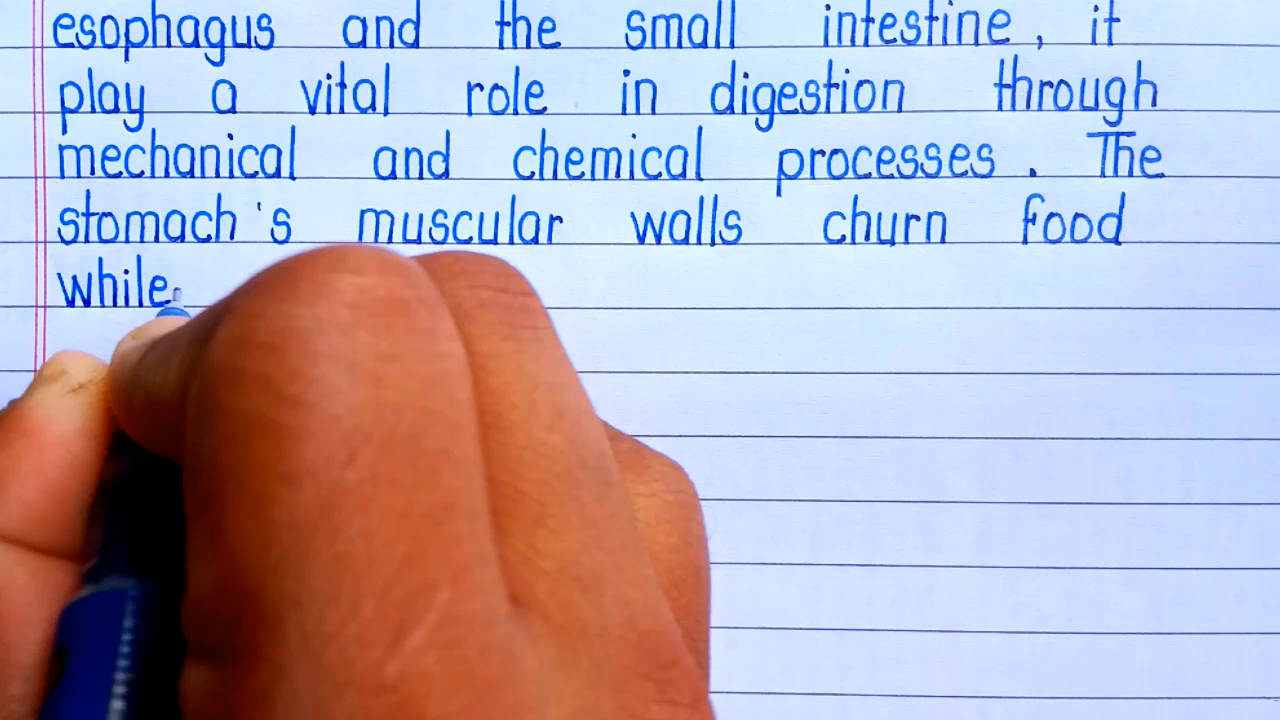 esophagus and the small intestine, it
play a vital role in digestion through
mechanical and chemical processes. The
stomach's muscular walls churn food
while